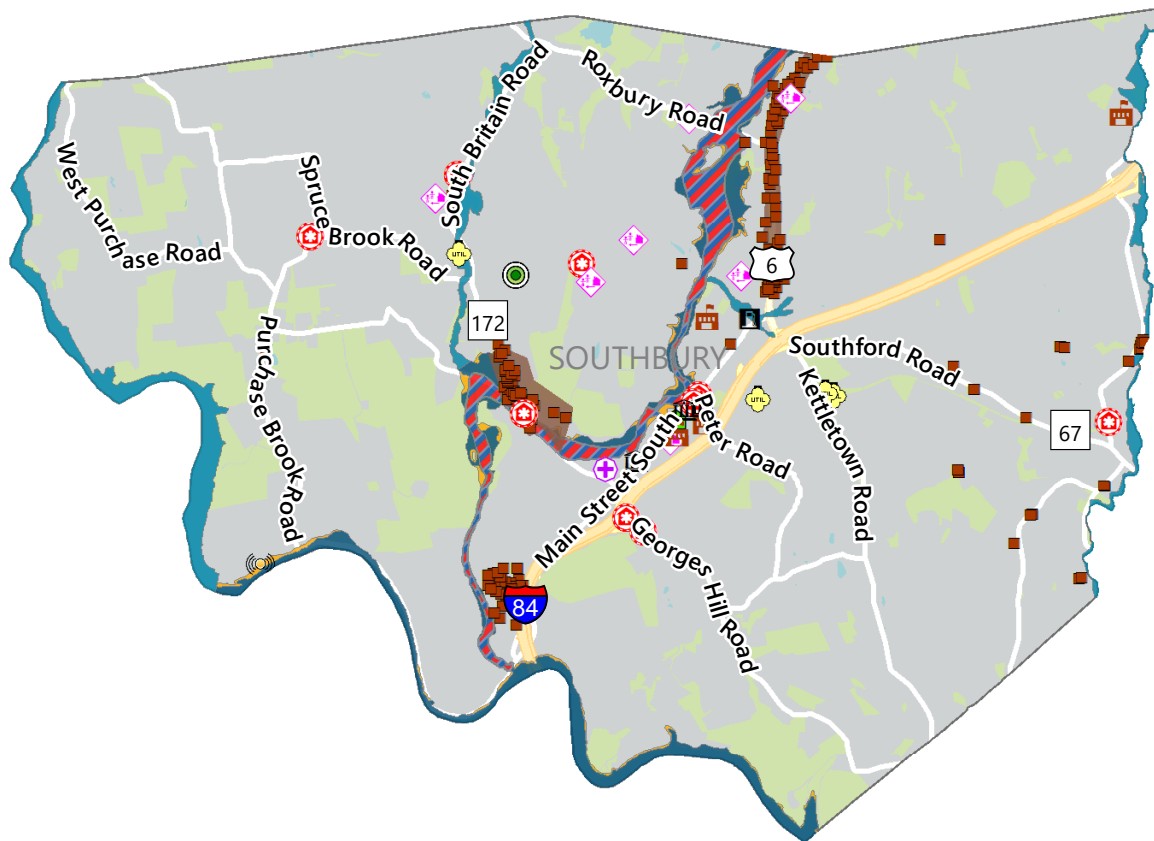 Roxbury Road
South Britain Road
West Purchase Road
Spruce Brook Road
UTIL
6
172
SOUTHBURY
Southford Road
Purchase Brook Road
Kettletown Road
UTIL
UTIL
Peter Road
67
Main Street South
Georges Hill Road
84